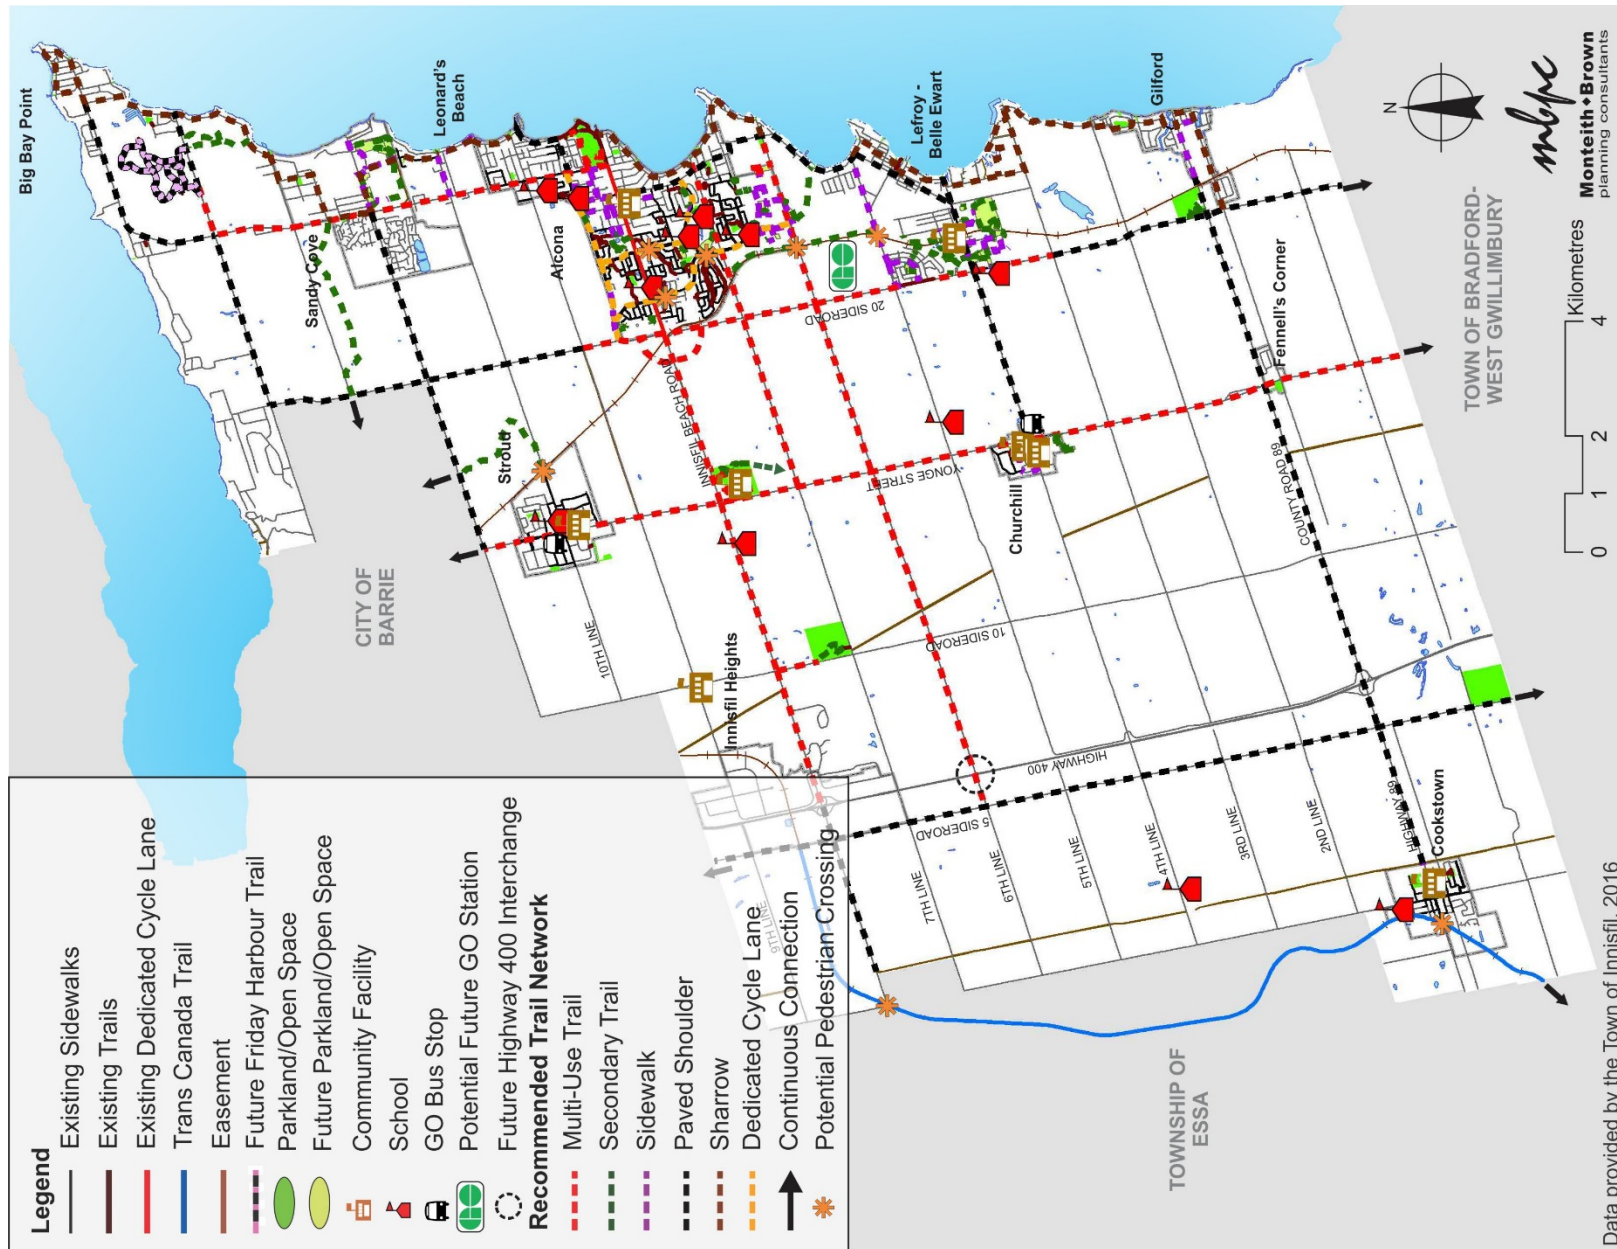 Legend
Existing Sidewalks
Existing Trails
Existing Dedicated Cycle Lane
Trans Canada Trail
Easement
Future Friday Harbour Trail
Parkland/Open Space
Future Parkland/Open Space
Community Facility
School
GO Bus Stop
GO
Potential Future GO Station
Future Highway 400 Interchange
Recommended Trail Network
Multi-Use Trail
Secondary Trail
Sidewalk
Paved Shoulder
Sharrow
Dedicated Cycle Lane
Continuous Connection
Potential Pedestrian Crossing
Big Bay Point
Leonard's
Beach
Sandy Cove
Alcona
Stroud
CITY OF
BARRIE
10TH LINE
INNISFIL BEACH ROAD
20 SIDEROAD
GO
Lefroy -
Belle Ewart
Gilford
Innisfil Heights
YONGE STREET
10 SIDEROAD
Churchill
Fennell's Corner
COUNTY ROAD 89
HIGHWAY 400
5 SIDEROAD
9TH LINE
7TH LINE
6TH LINE
5TH LINE
4TH LINE
3RD LINE
2ND LINE
HIGHWAY 89
Cookstown
TOWNSHIP OF
ESSA
TOWN OF BRADFORD-
WEST GWILLIMBURY
N
0 1 2 4
Kilometres
mbpc
Monteith+Brown
planning consultants
Data provided by the Town of Innisfil, 2016